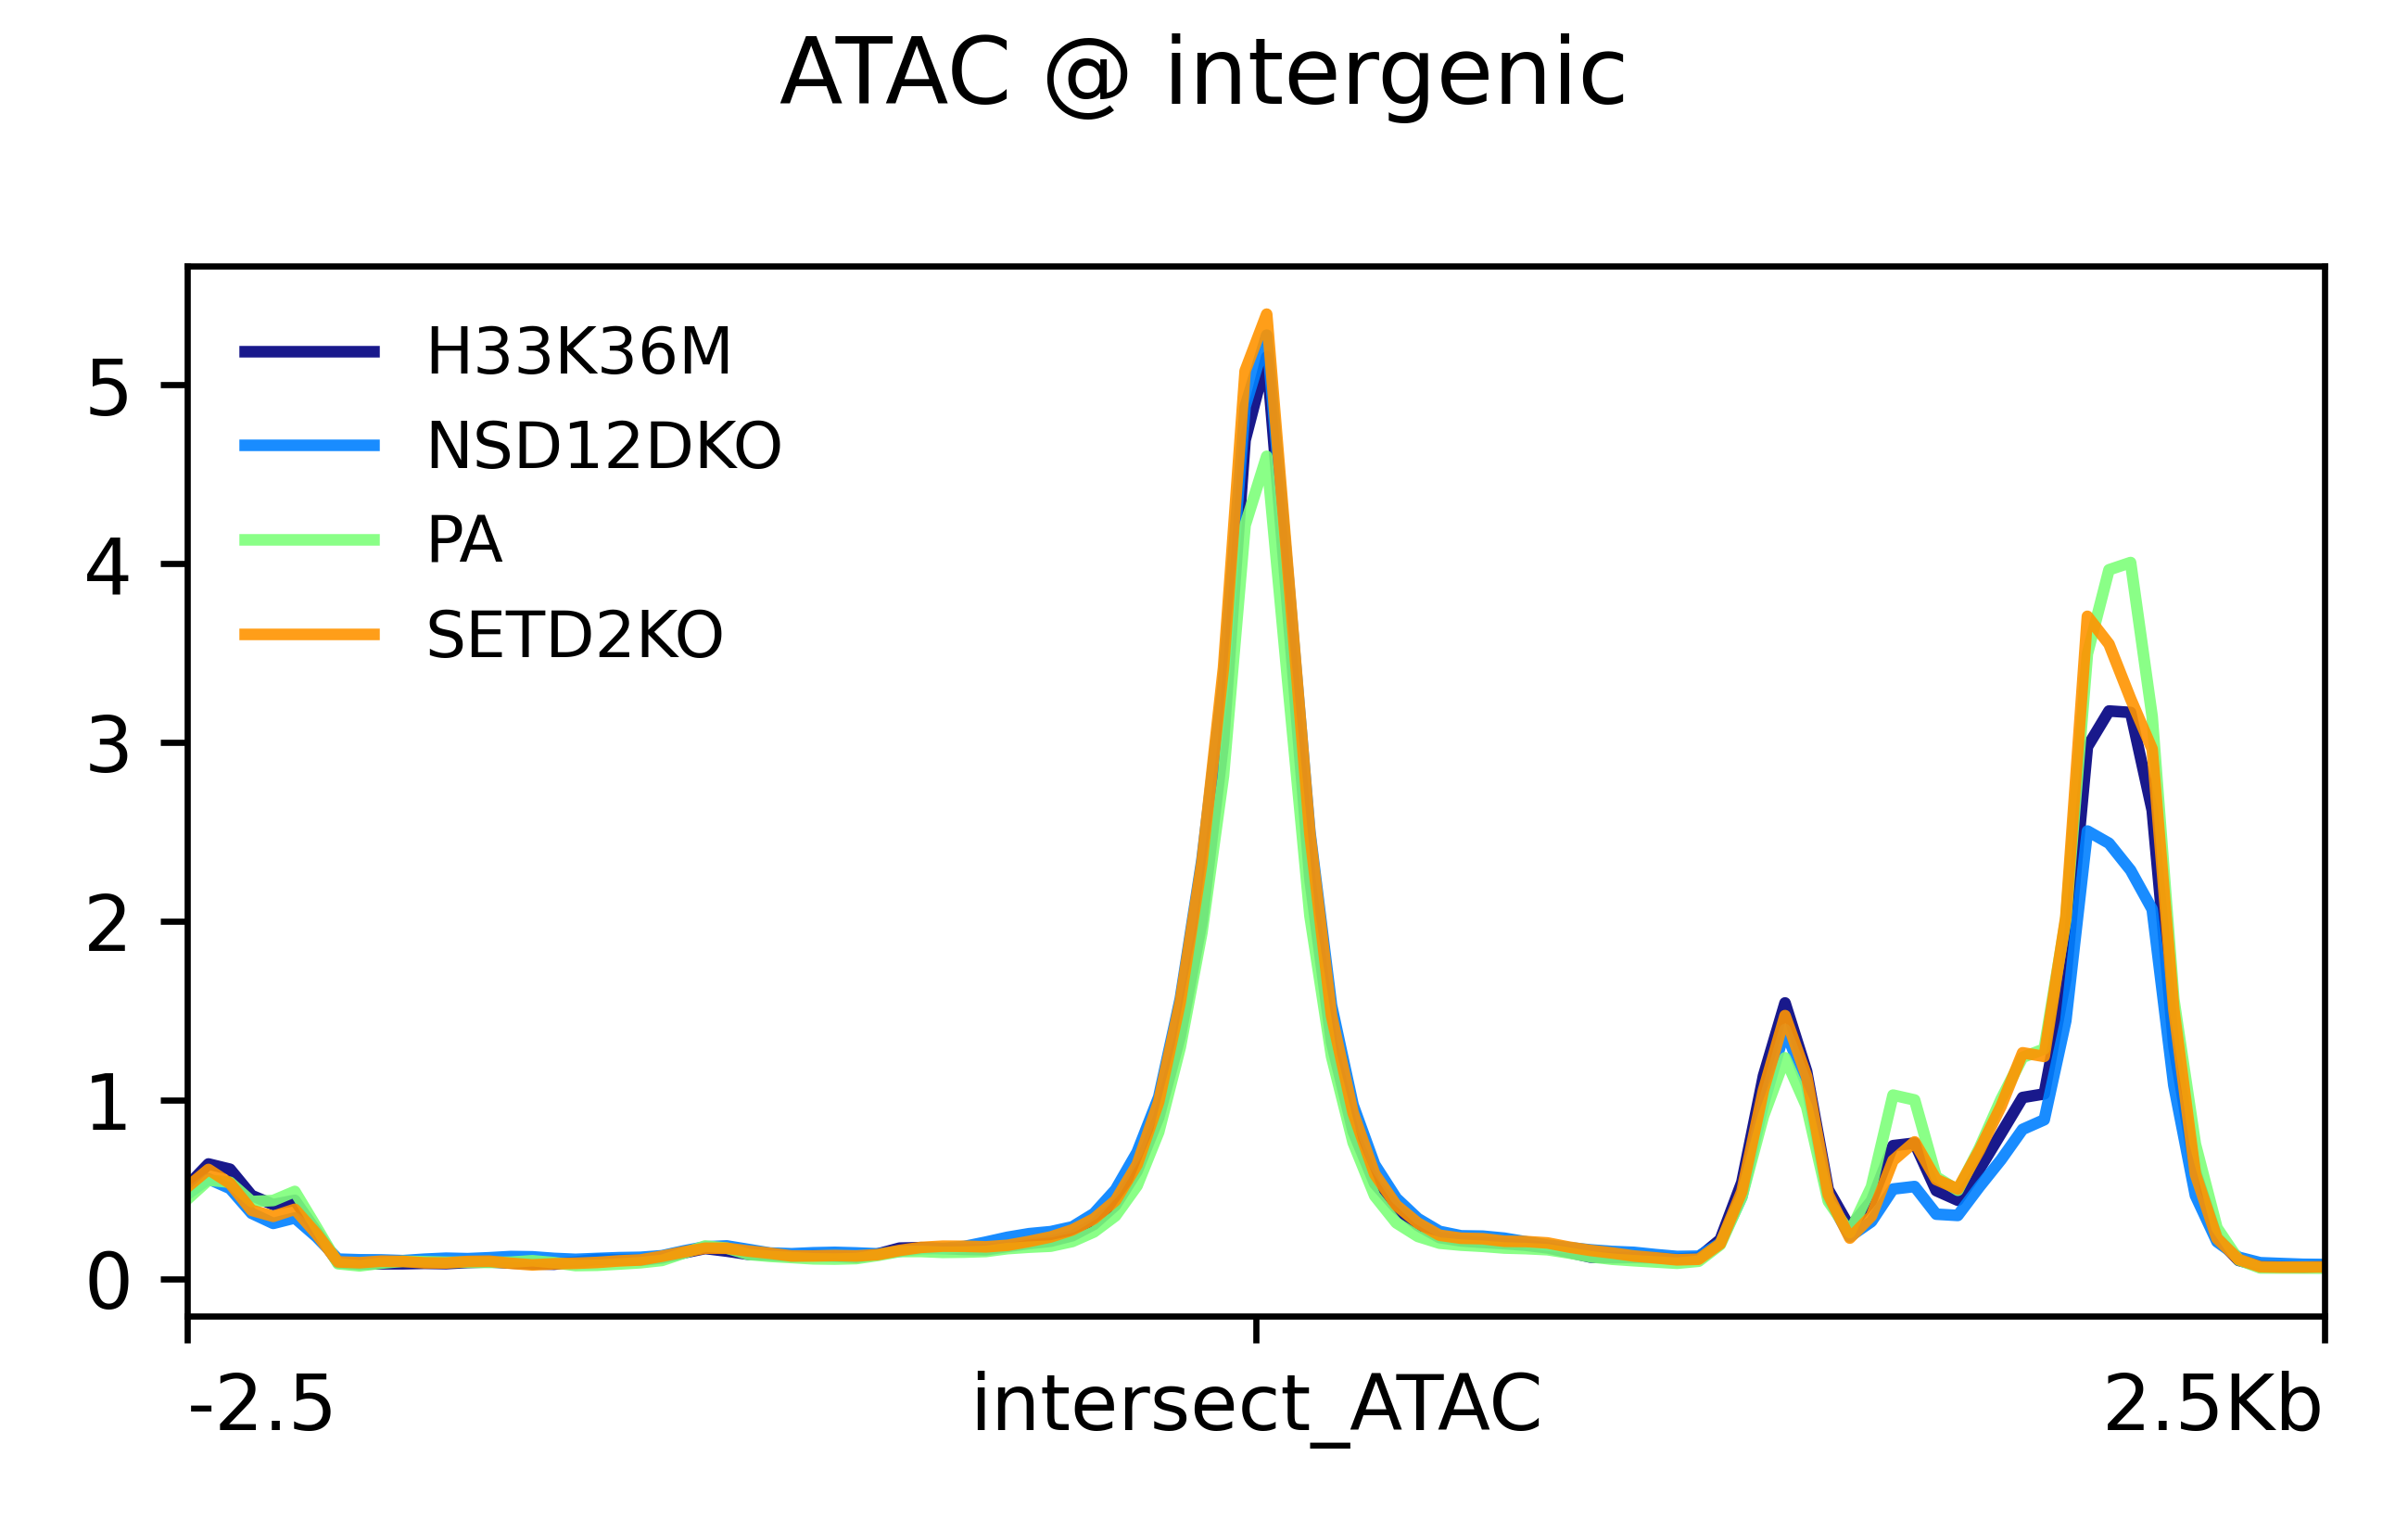 ATAC @ intergenic
H33K36M
NSD12DKO
PA
SETD2KO
5
4
3
2
1
0
-2.5
intersect_ATAC
2.5Kb